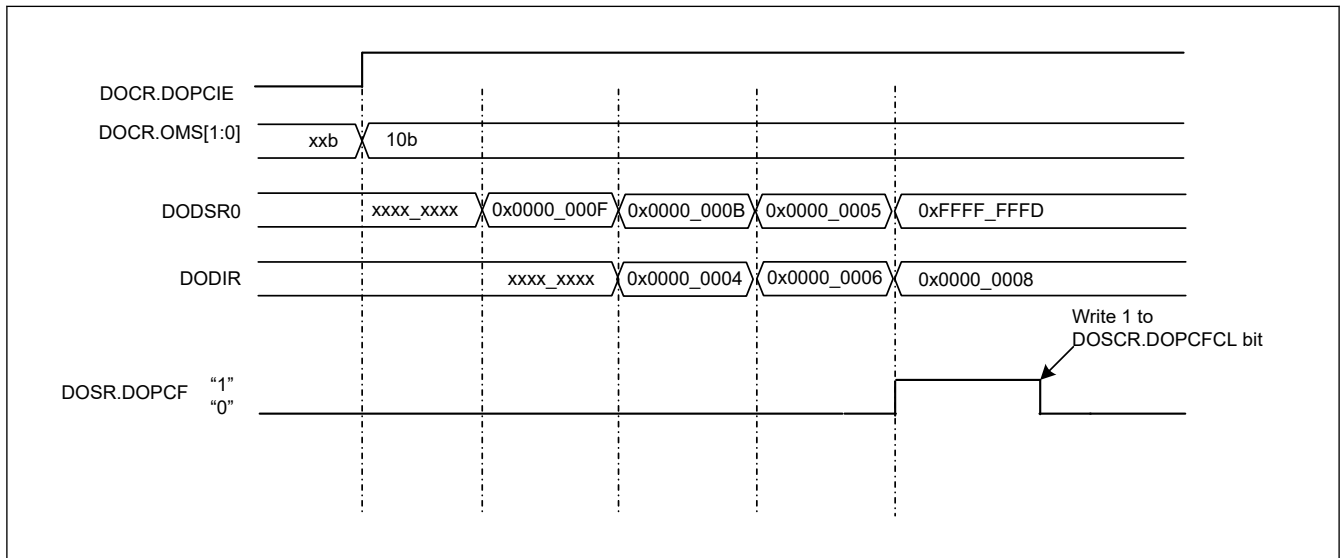 DOCR.DOPCIE
DOCR.OMS[1:0] xxb 10b
DODSR0 xxxx_xxxx 0x0000_000F 0x0000_000B 0x0000_0005 0xFFFF_FFFD
DODIR xxxx_xxxx 0x0000_0004 0x0000_0006 0x0000_0008
Write 1 to
DOSCR.DOPCFCL bit
DOSR.DOPCF “1”
“0”